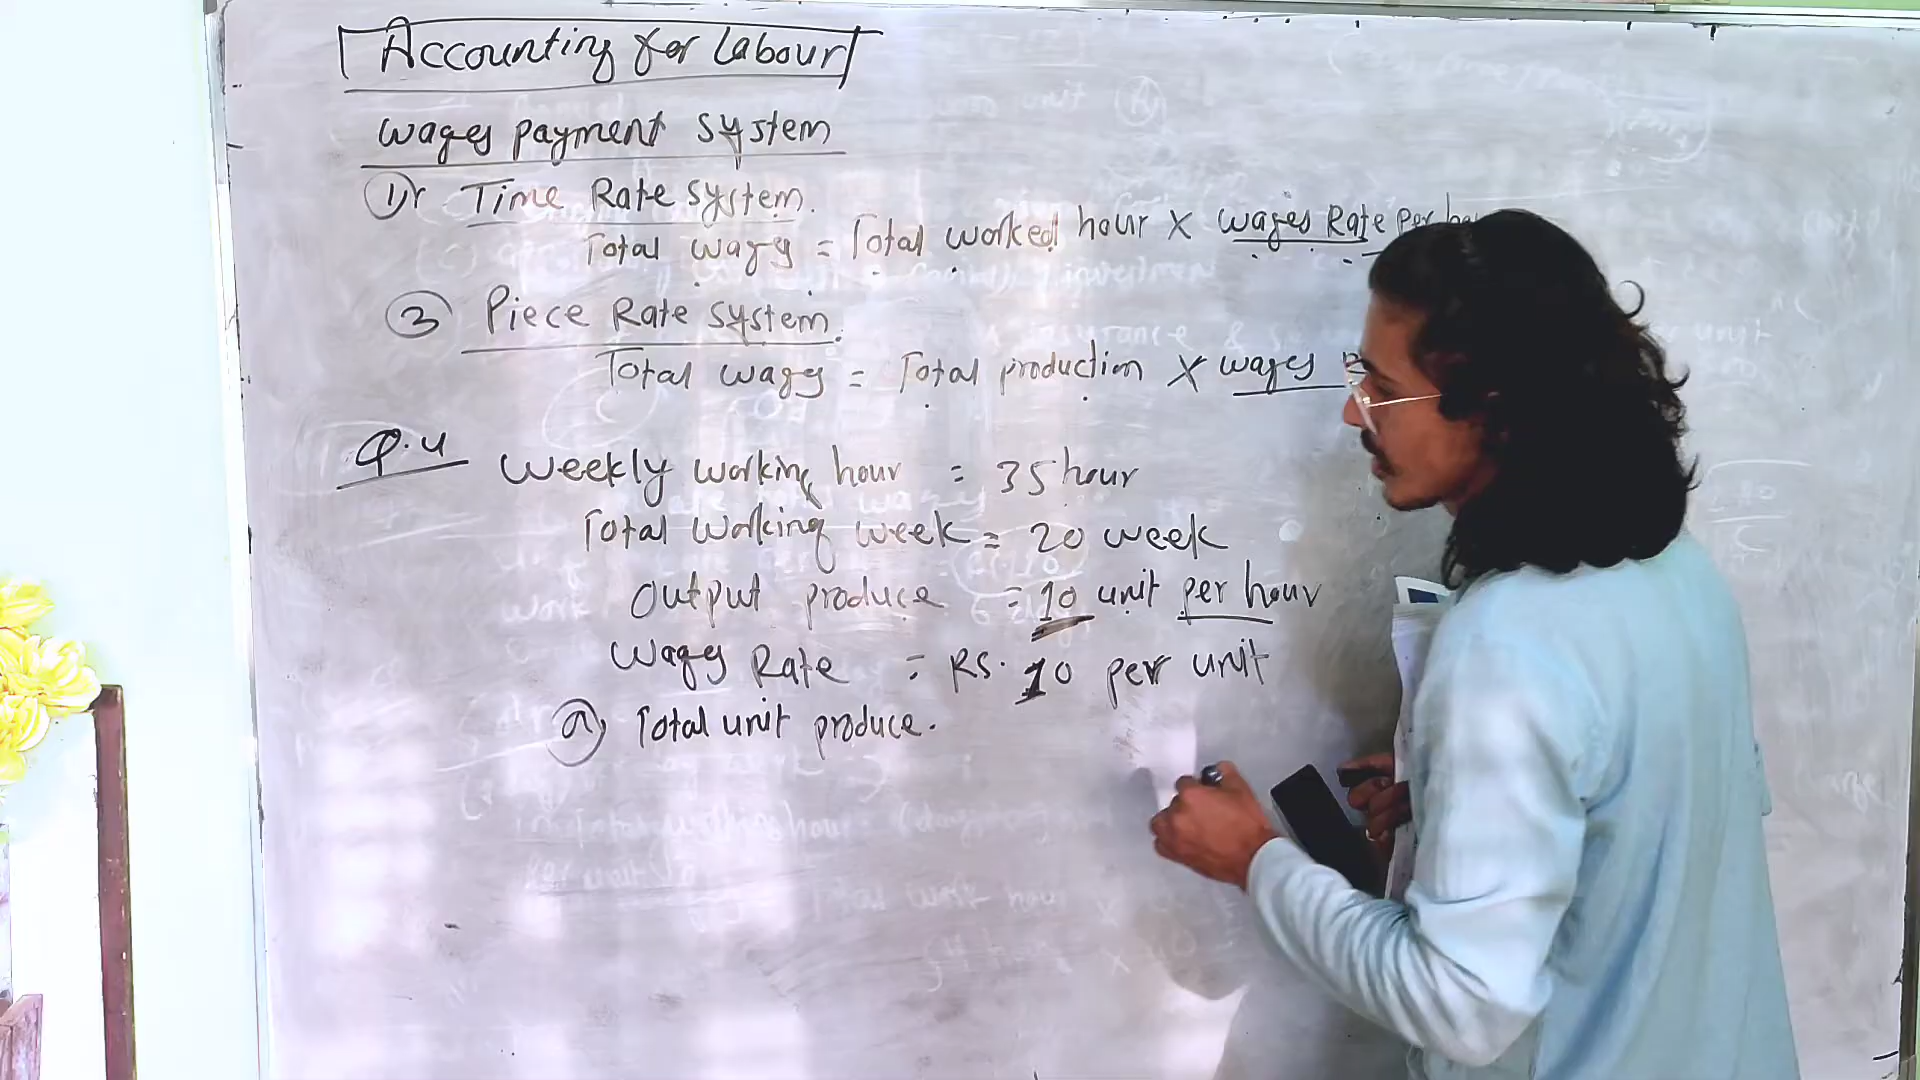 Accounting for Labour
Wages payment system
1) Time Rate system.
Total wages = Total worked hour X wages Rate Per
3 Piece Rate system.
Total wages = Total production X wages
Q.4 Weekly working hour = 35 hour
Total working week = 20 week
Output produce = 10 unit per hour
Wages Rate = RS. 10 per unit
a) Total unit produce.